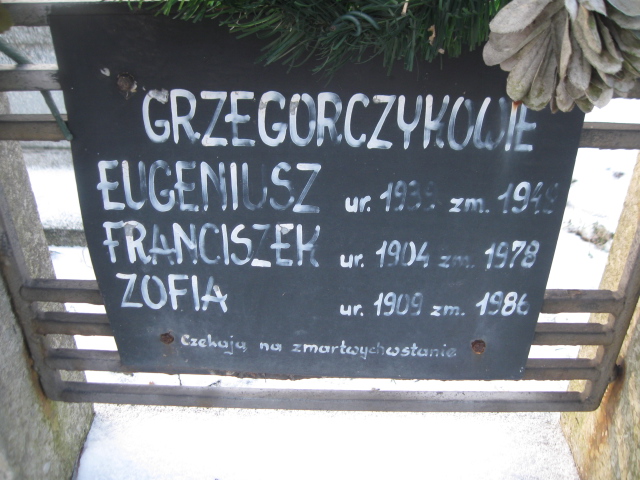 GRZEGORCZYKOWIE
EUGENIUSZ ur. zm.
FRANCISZEK ur. 1904 zm. 1978
ZOFIA ur. 1909 zm. 1986
Czekają na zmartwychwstanie